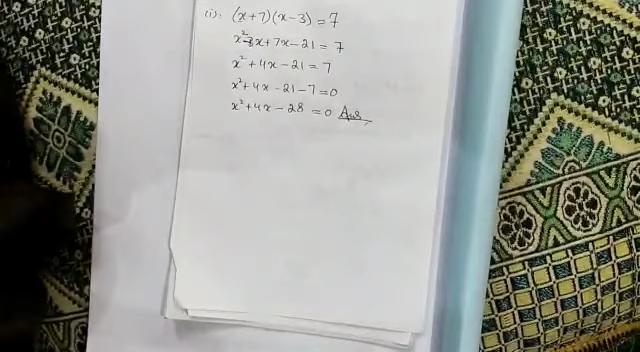 (i). (x+7)(x-3) = 7
x²-3x+7x-21 = 7
x²+4x-21 = 7
x²+4x-21-7=0
x²+4x-28 = 0 Ans